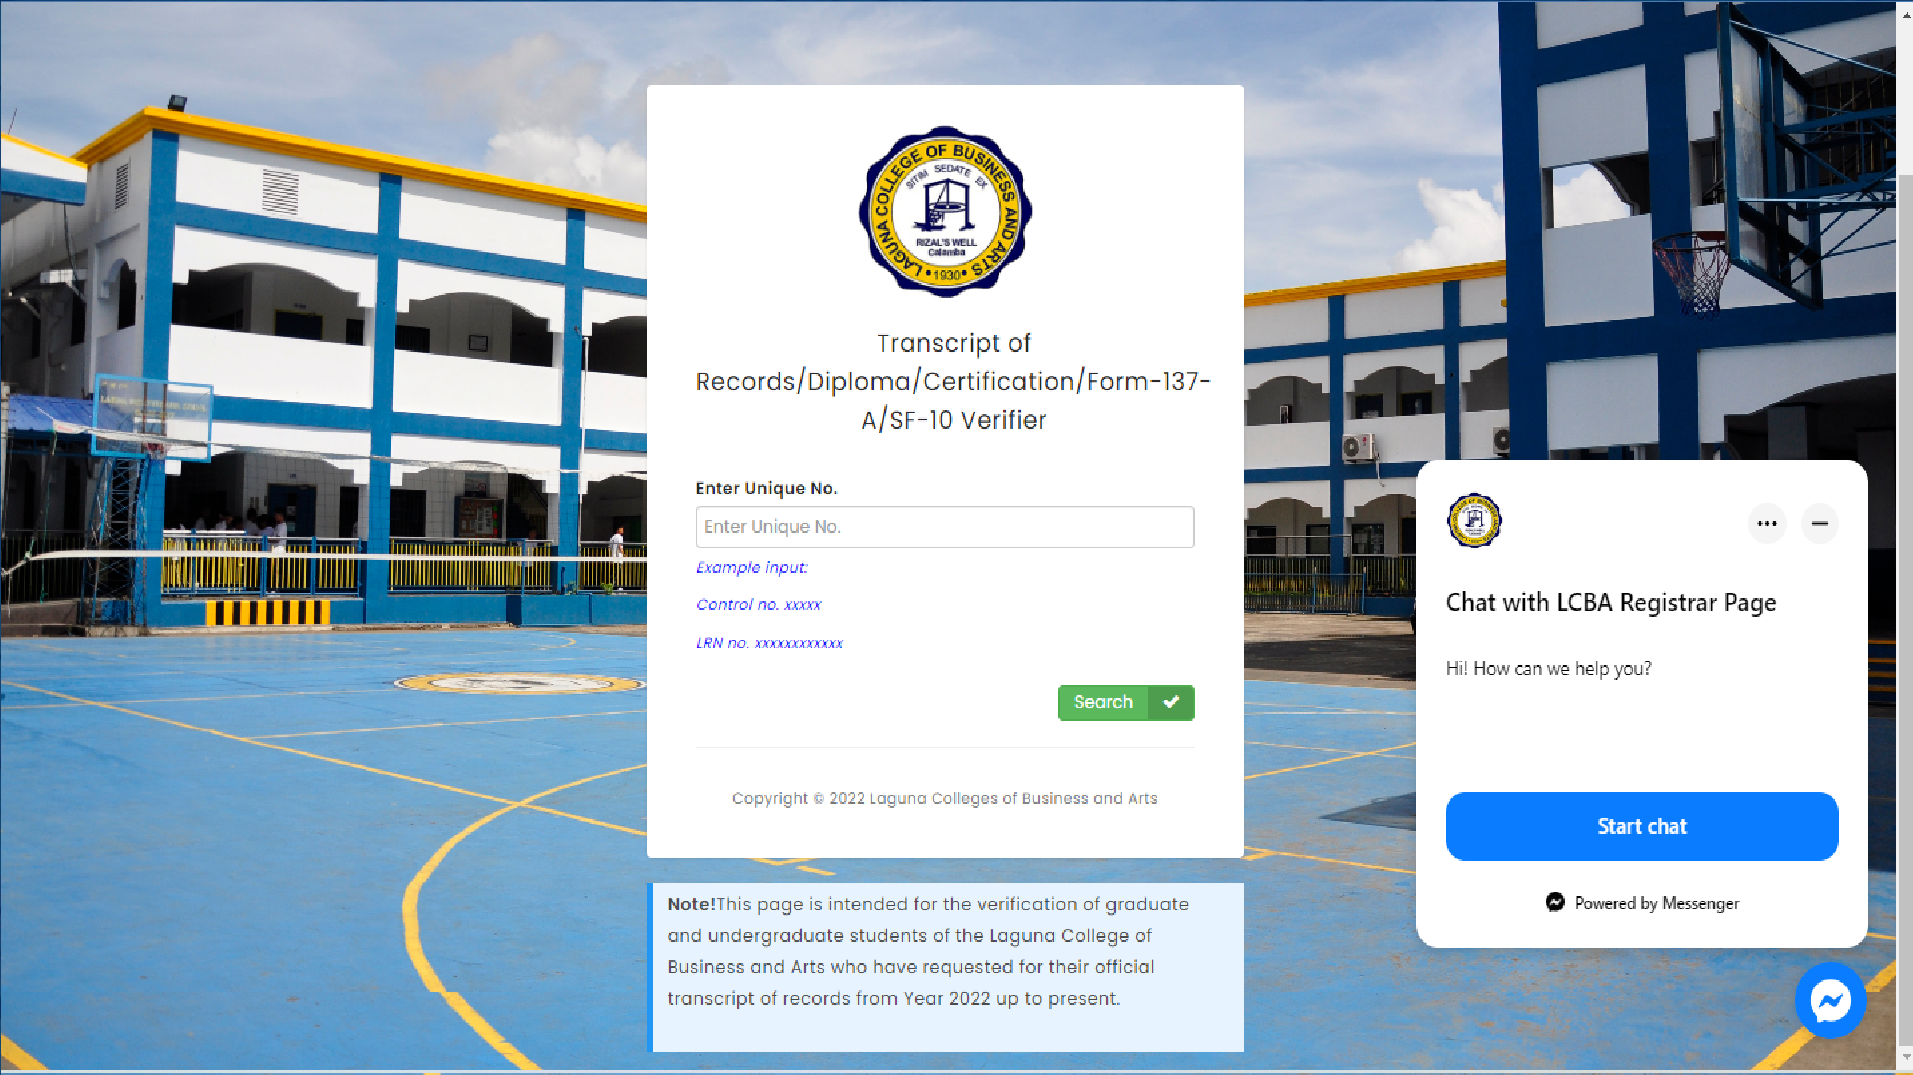 LAGUNA COLLEGE OF BUSINESS AND ARTS
SITIM SEDATE EX
RIZAL'S WELL
Calamba
• 1930 •
Transcript of
Records/Diploma/Certification/Form-137-
A/SF-10 Verifier
Enter Unique No.
Enter Unique No.
Example input:
Control no. xxxxx
LRN no. xxxxxxxxxxxx
Search
Copyright © 2022 Laguna Colleges of Business and Arts
Note!This page is intended for the verification of graduate
and undergraduate students of the Laguna College of
Business and Arts who have requested for their official
transcript of records from Year 2022 up to present.
Chat with LCBA Registrar Page
Hi! How can we help you?
Start chat
Powered by Messenger